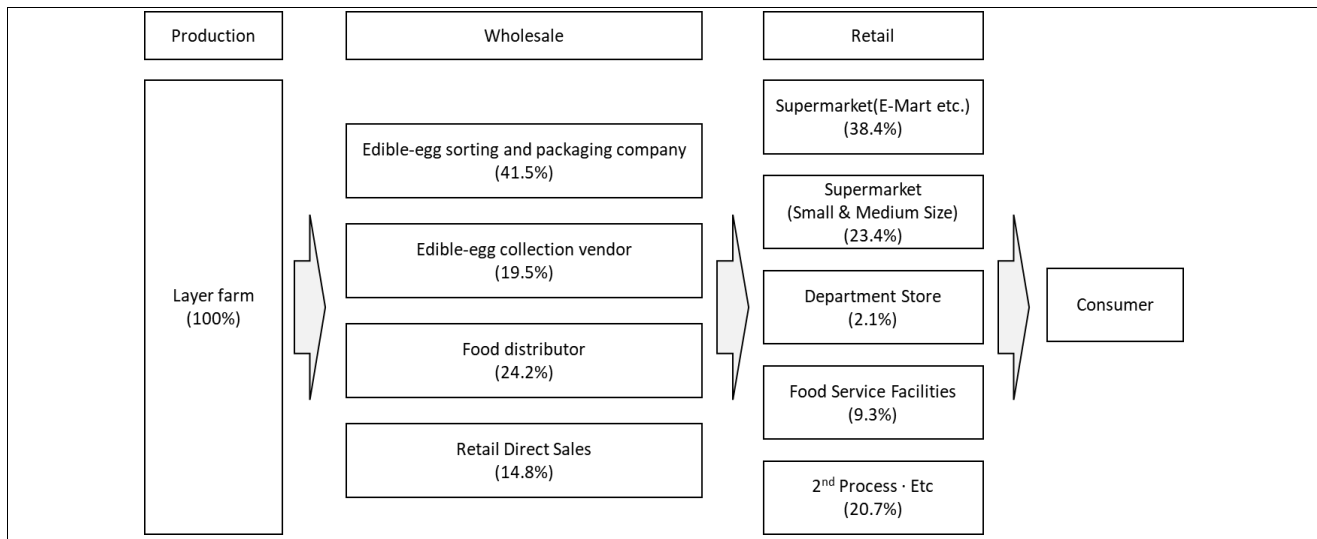 Production
Wholesale
Retail
Layer farm
(100%)
Edible-egg sorting and packaging company
(41.5%)
Edible-egg collection vendor
(19.5%)
Food distributor
(24.2%)
Retail Direct Sales
(14.8%)
Supermarket(E-Mart etc.)
(38.4%)
Supermarket
(Small & Medium Size)
(23.4%)
Department Store
(2.1%)
Food Service Facilities
(9.3%)
2nd Process · Etc
(20.7%)
Consumer